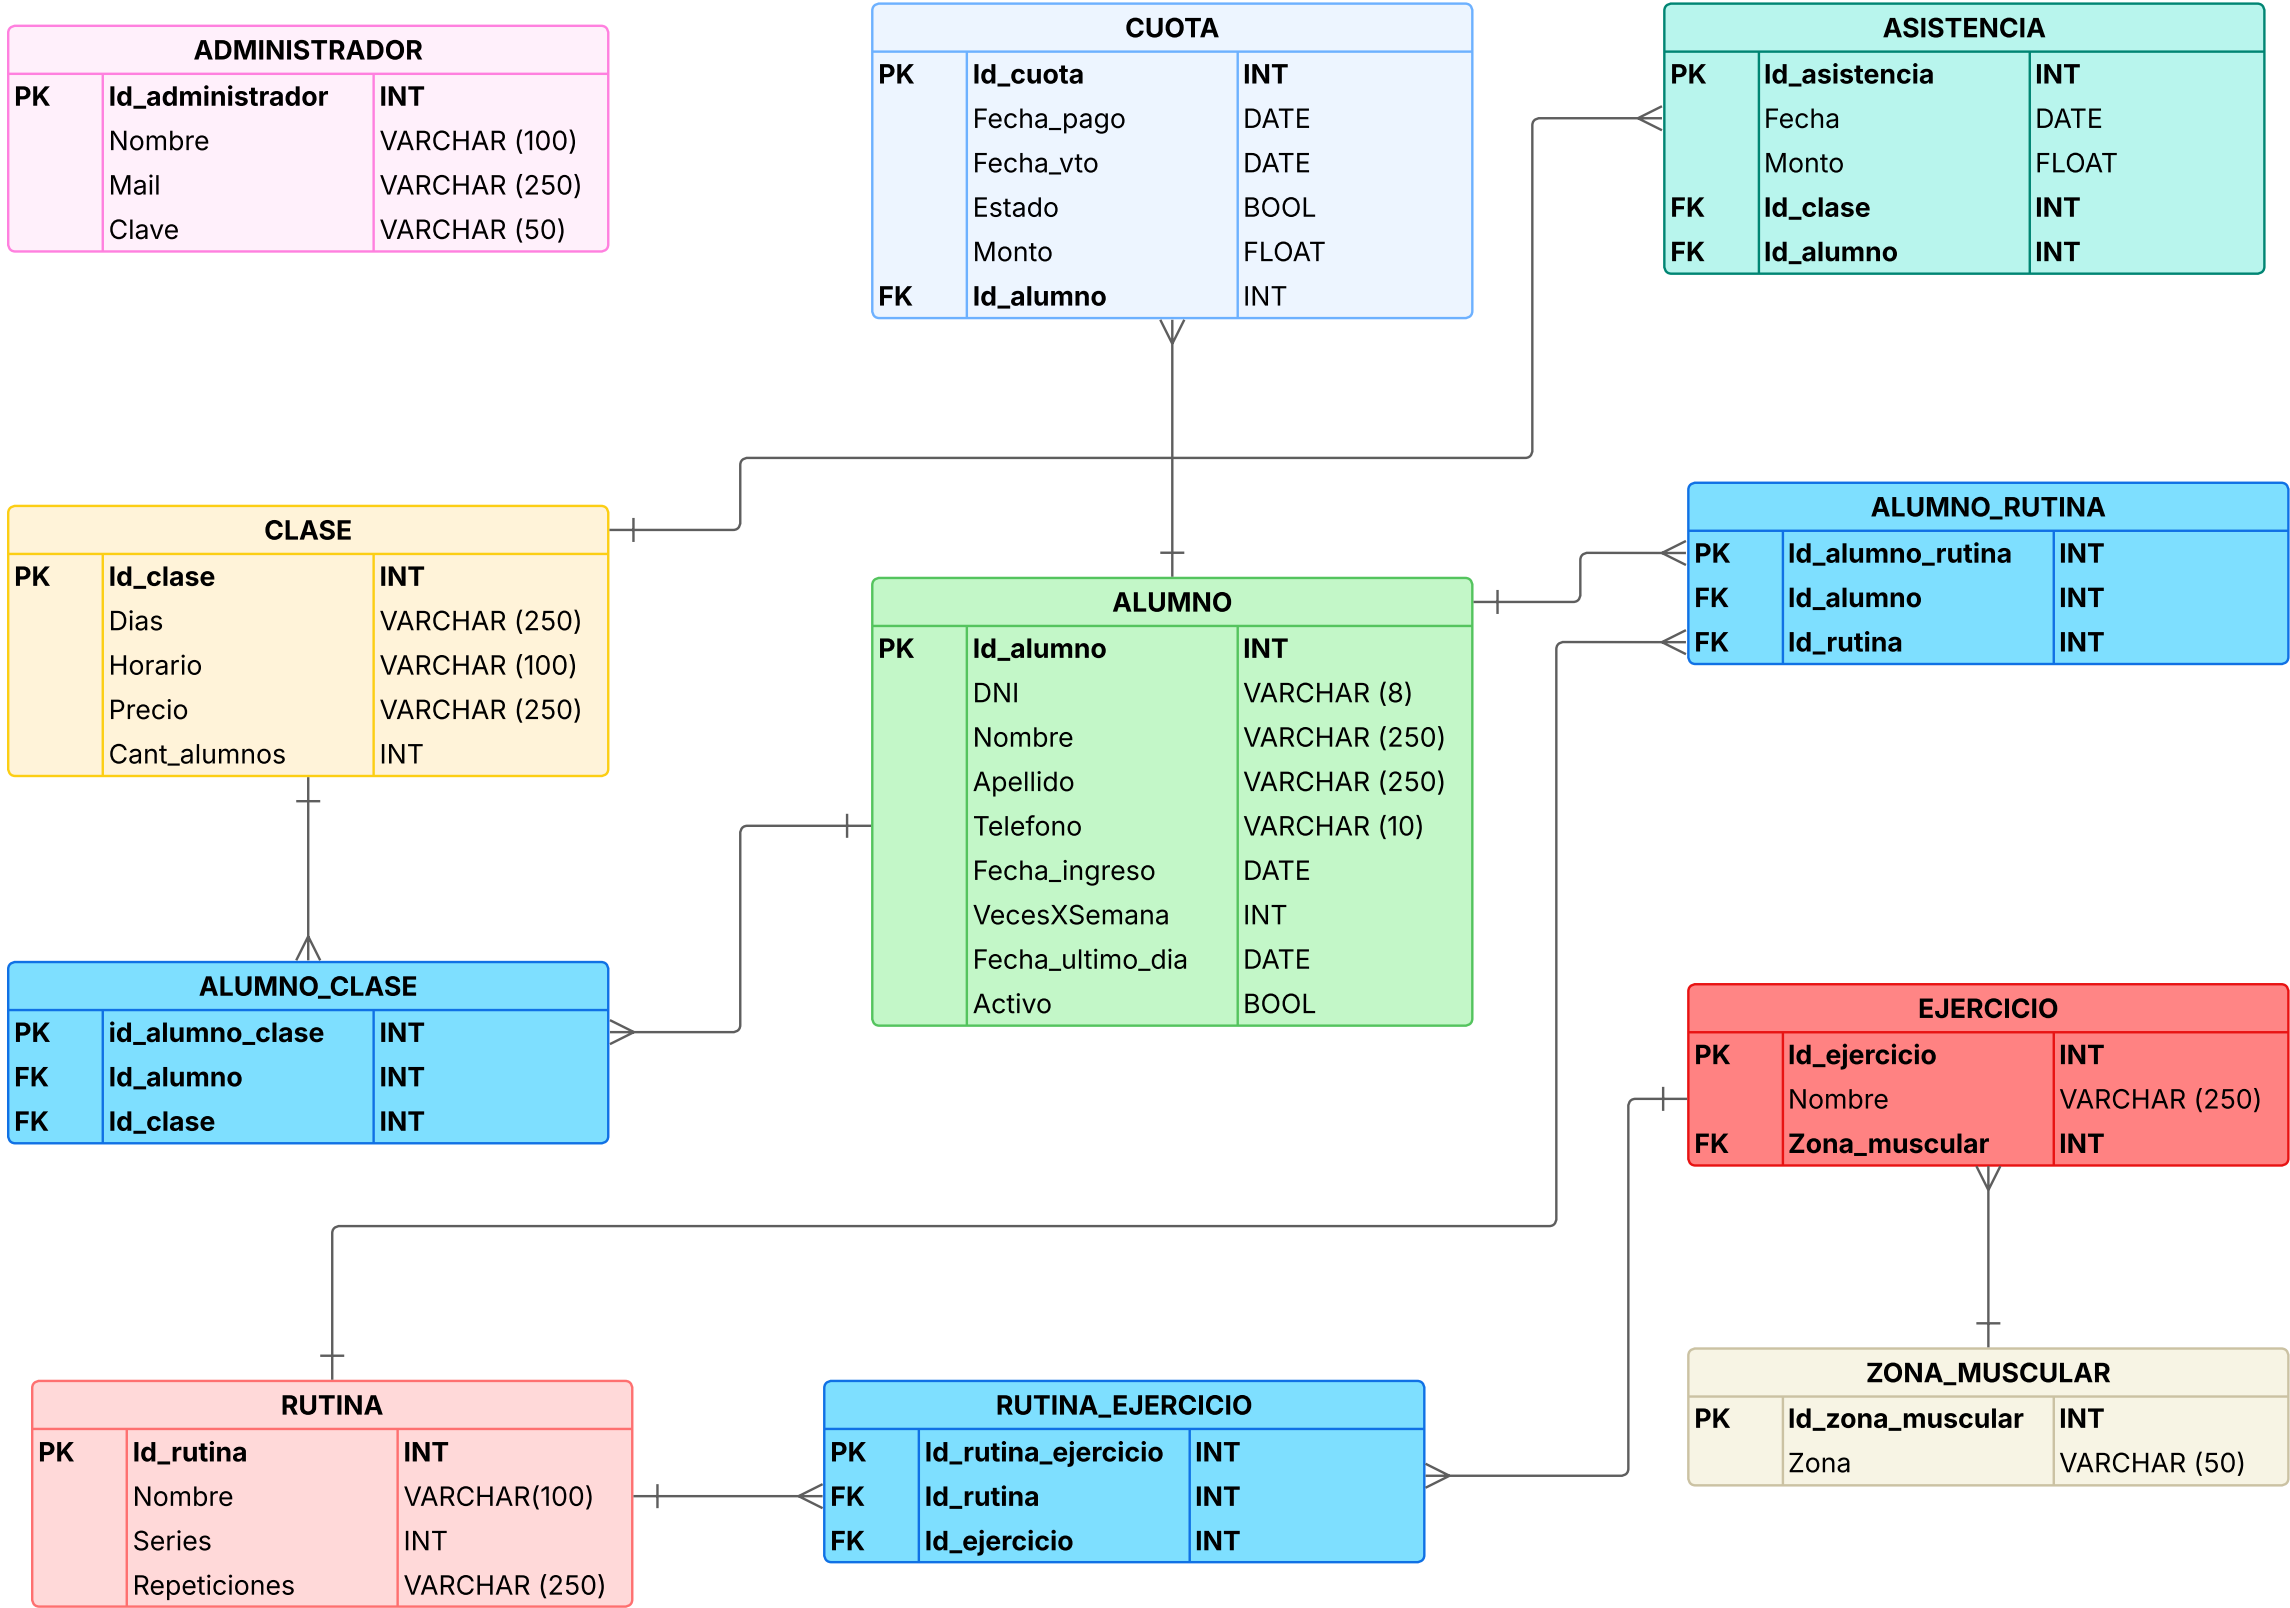 ADMINISTRADOR
PK Id_administrador INT
Nombre VARCHAR (100)
Mail VARCHAR (250)
Clave VARCHAR (50)
CUOTA
PK Id_cuota INT
Fecha_pago DATE
Fecha_vto DATE
Estado BOOL
Monto FLOAT
FK Id_alumno INT
ASISTENCIA
PK Id_asistencia INT
Fecha DATE
Monto FLOAT
FK Id_clase INT
FK Id_alumno INT
CLASE
PK Id_clase INT
Dias VARCHAR (250)
Horario VARCHAR (100)
Precio VARCHAR (250)
Cant_alumnos INT
ALUMNO
PK Id_alumno INT
DNI VARCHAR (8)
Nombre VARCHAR (250)
Apellido VARCHAR (250)
Telefono VARCHAR (10)
Fecha_ingreso DATE
VecesXSemana INT
Fecha_ultimo_dia DATE
Activo BOOL
ALUMNO_RUTINA
PK Id_alumno_rutina INT
FK Id_alumno INT
FK Id_rutina INT
ALUMNO_CLASE
PK id_alumno_clase INT
FK Id_alumno INT
FK Id_clase INT
EJERCICIO
PK Id_ejercicio INT
Nombre VARCHAR (250)
FK Zona_muscular INT
RUTINA
PK Id_rutina INT
Nombre VARCHAR(100)
Series INT
Repeticiones VARCHAR (250)
RUTINA_EJERCICIO
PK Id_rutina_ejercicio INT
FK Id_rutina INT
FK Id_ejercicio INT
ZONA_MUSCULAR
PK Id_zona_muscular INT
Zona VARCHAR (50)